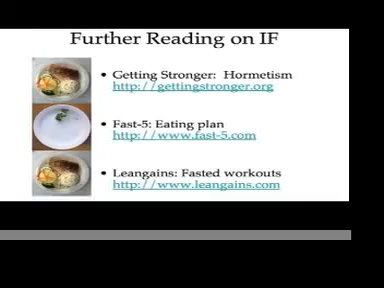 Further Reading on IF
• Getting Stronger: Hormetism
http://gettingstronger.org
• Fast-5: Eating plan
http://www.fast-5.com
• Leangains: Fasted workouts
http://www.leangains.com